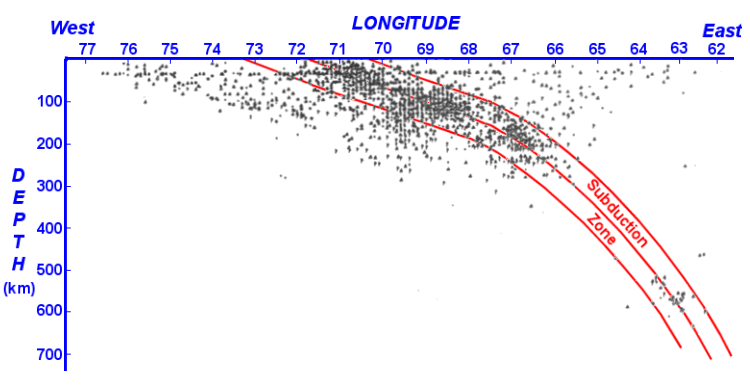 LONGITUDE
West
East
77 76 75 74 73 72 71 70 69 68 67 66 65 64 63 62
100
200
300
400
500
600
700
D
E
P
T
H
(km)
Subduction
Zone